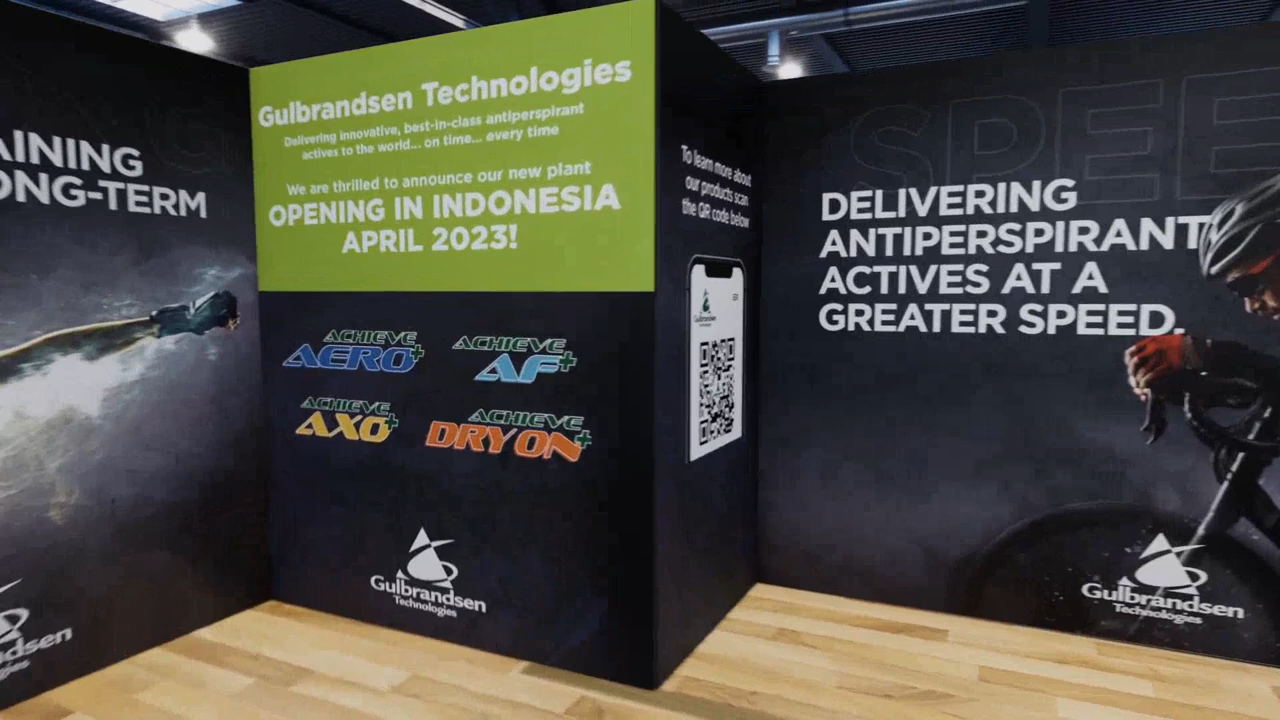 AINING
ONG-TERM
Gulbrandsen Technologies
Delivering innovative, best-in-class antiperspirant
actives to the world... on time... every time
We are thrilled to announce our new plant
OPENING IN INDONESIA
APRIL 2023!
ACHIEVE
AERO+
ACHIEVE
AF+
ACHIEVE
AXO+
ACHIEVE
DRYON+
Gulbrandsen
Technologies
To learn more about
our products scan
the QR code below
Gulbrandsen
Technologies
SPEE
DELIVERING
ANTIPERSPIRANT
ACTIVES AT A
GREATER SPEED.
Gulbrandsen
Technologies
dsen